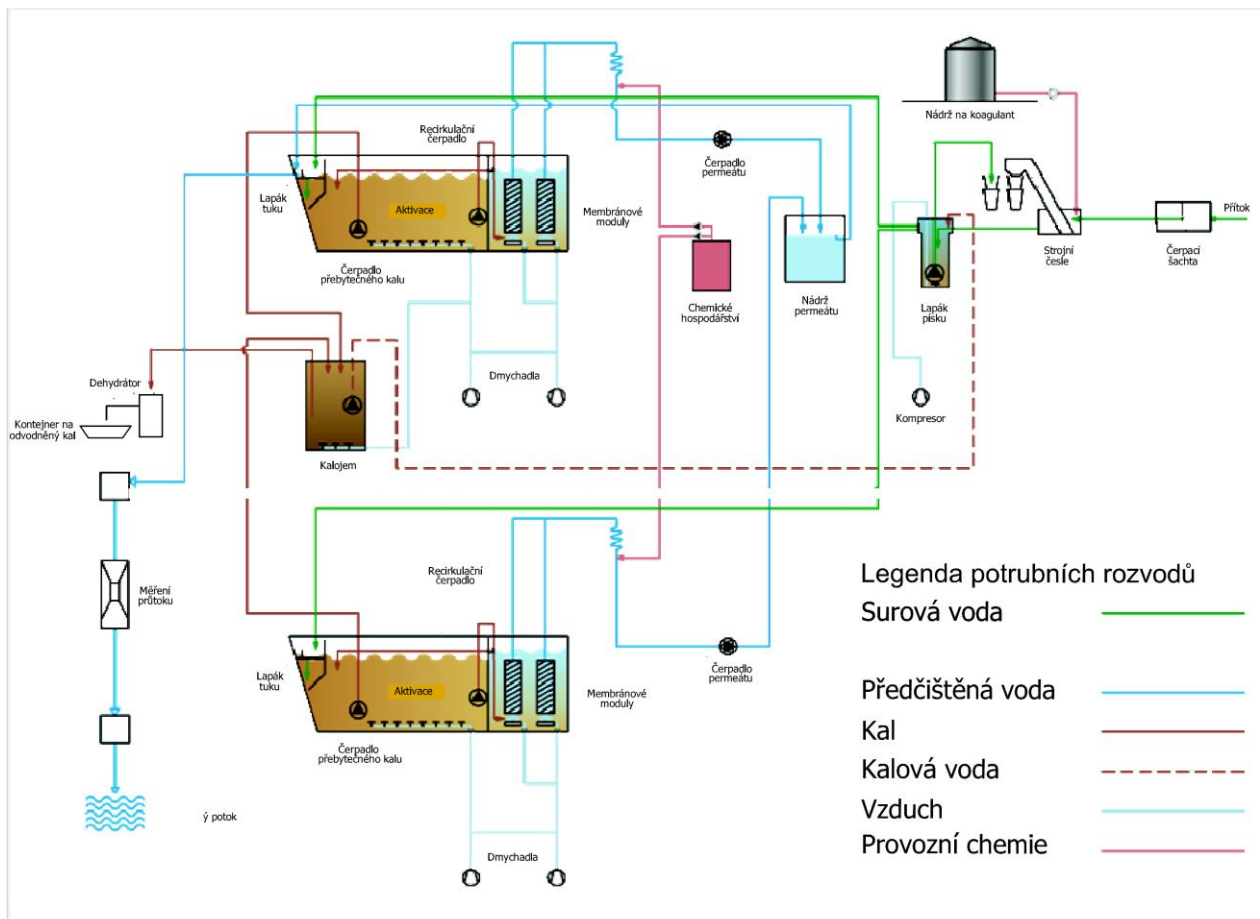 Nádrž na koagulant
Recirkulační
čerpadlo
Čerpadlo
permeátu
Lapák
tuku
Aktivace
Membránové
moduly
Přítok
Strojní
česle
Čerpací
šachta
Čerpadlo
přebytečného kalu
Chemické
hospodářství
Nádrž
permeátu
Lapák
písku
Dmychadla
Dehydrátor
Kompresor
Kontejner na
odvodněný kal
Kalojem
Recirkulační
čerpadlo
Měření
průtoku
Čerpadlo
permeátu
Lapák
tuku
Aktivace
Membránové
moduly
Čerpadlo
přebytečného kalu
ý potok
Dmychadla
Legenda potrubních rozvodů
Surová voda
Předčištěná voda
Kal
Kalová voda
Vzduch
Provozní chemie